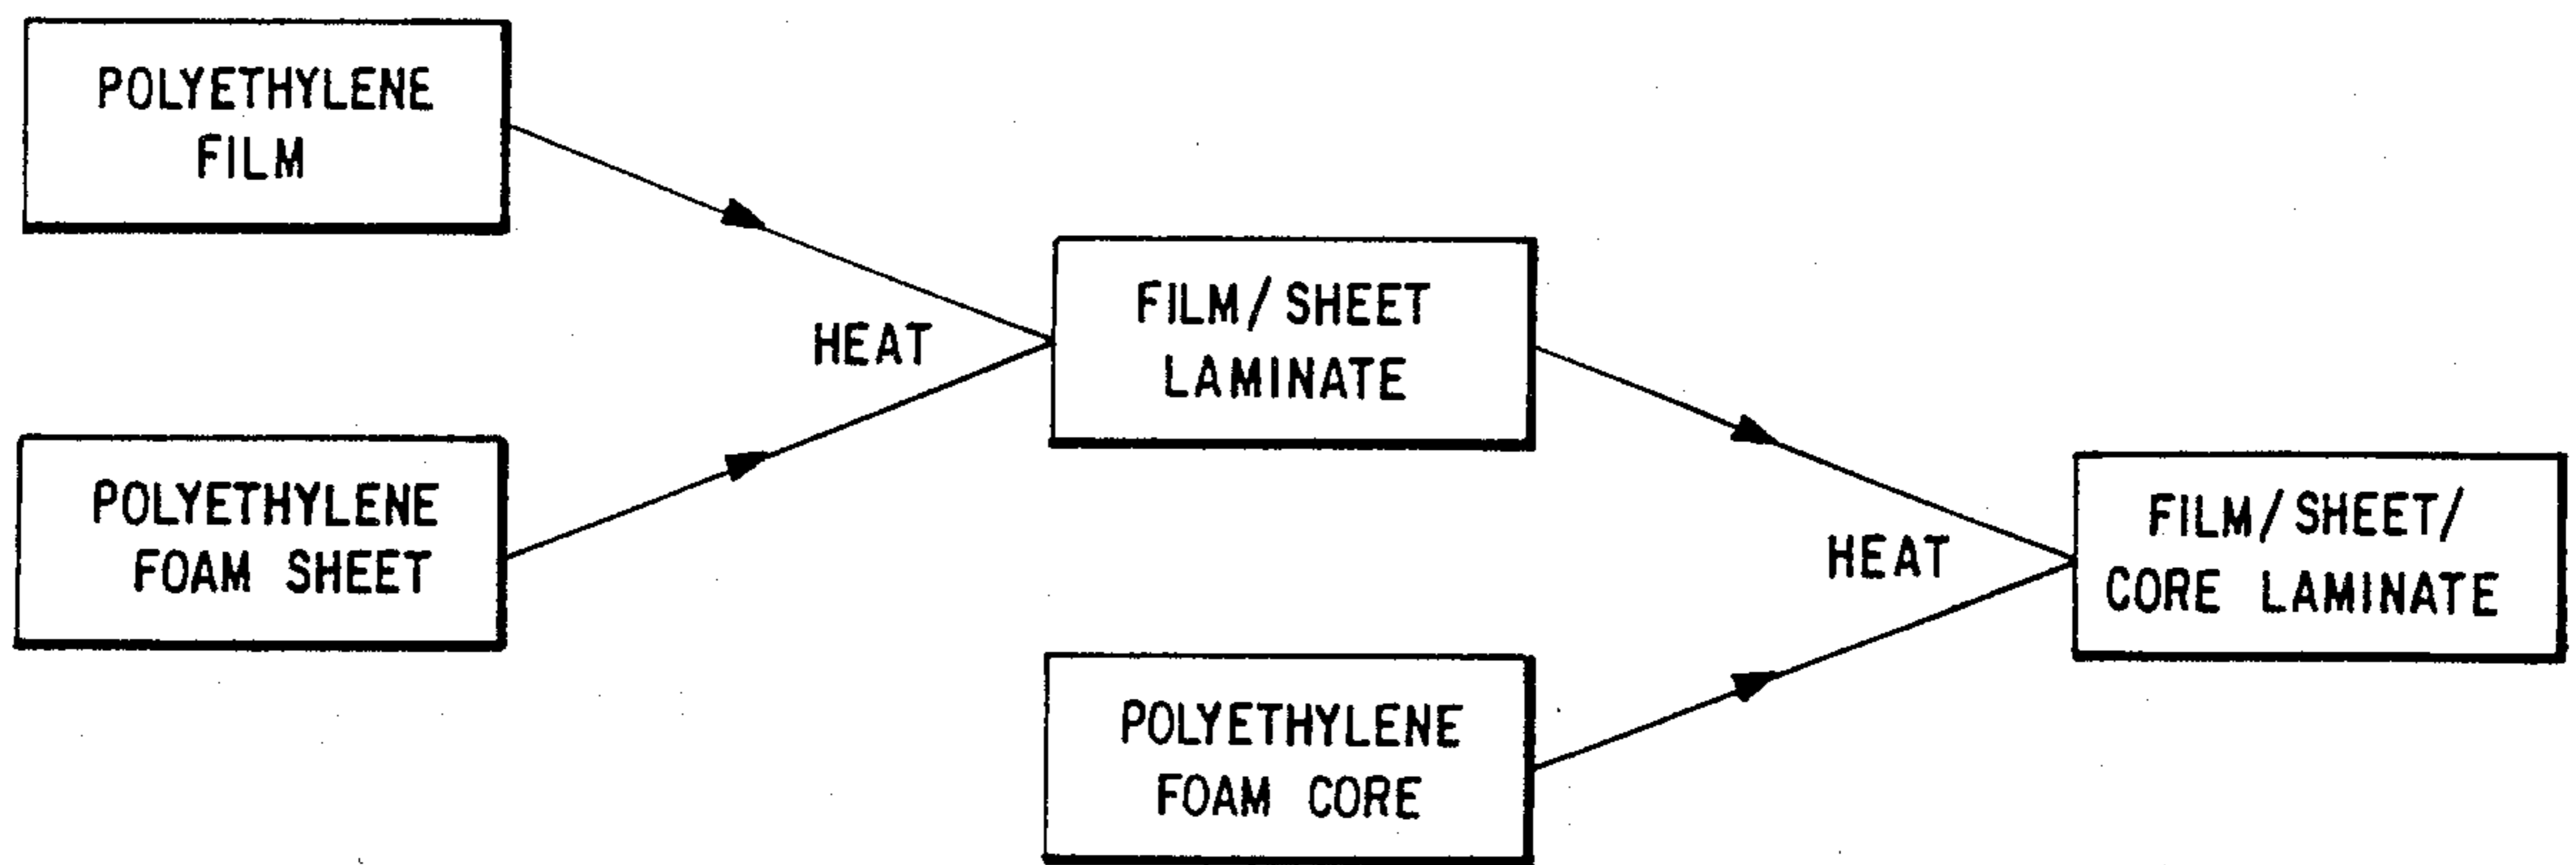 POLYETHYLENE
FILM
POLYETHYLENE
FOAM SHEET
HEAT
FILM/SHEET
LAMINATE
POLYETHYLENE
FOAM CORE
HEAT
FILM/SHEET/
CORE LAMINATE